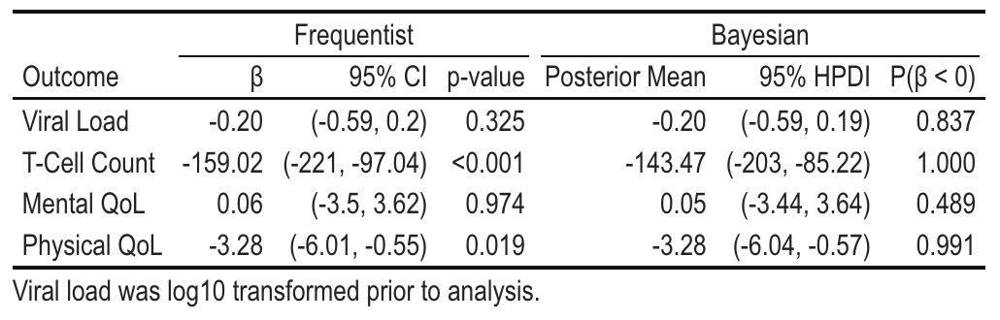 Frequentist Bayesian
Outcome β 95% CI p-value Posterior Mean 95% HPDI P(β < 0)
Viral Load -0.20 (-0.59, 0.2) 0.325 -0.20 (-0.59, 0.19) 0.837
T-Cell Count -159.02 (-221, -97.04) <0.001 -143.47 (-203, -85.22) 1.000
Mental QoL 0.06 (-3.5, 3.62) 0.974 0.05 (-3.44, 3.64) 0.489
Physical QoL -3.28 (-6.01, -0.55) 0.019 -3.28 (-6.04, -0.57) 0.991
Viral load was log10 transformed prior to analysis.